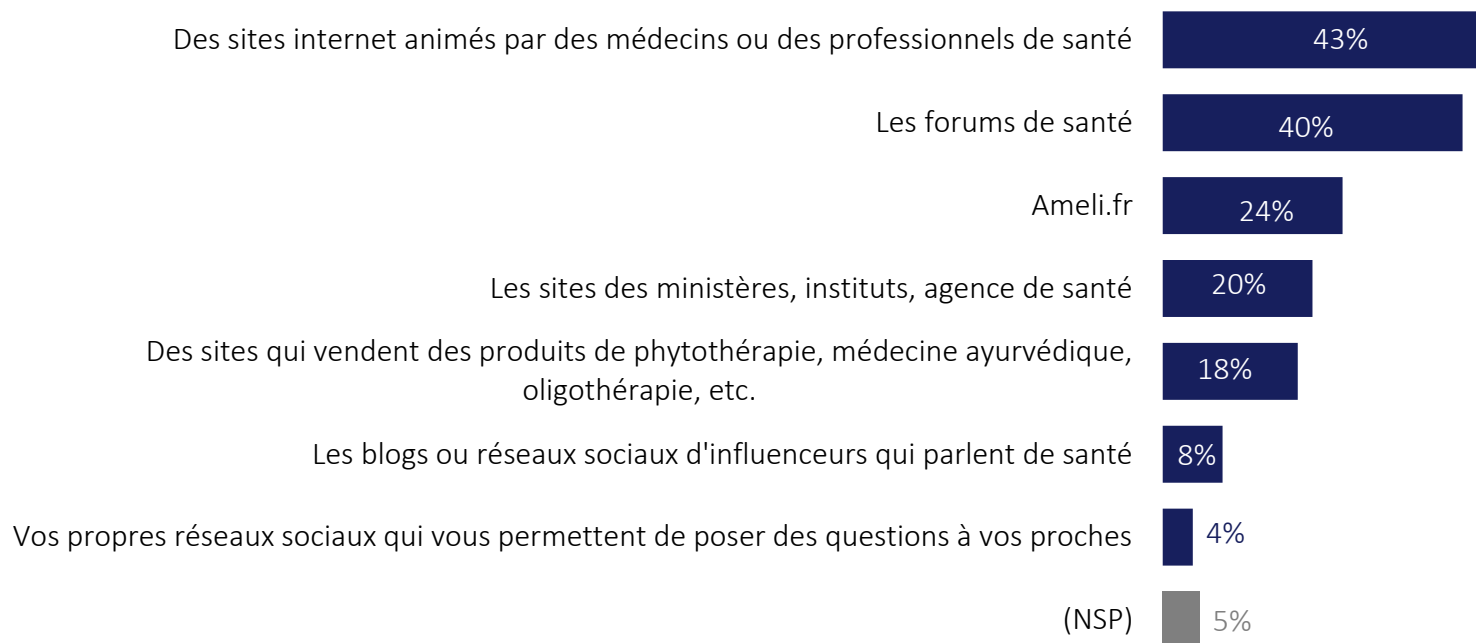 Des sites internet animés par des médecins ou des professionnels de santé 43%
Les forums de santé 40%
Ameli.fr 24%
Les sites des ministères, instituts, agence de santé 20%
Des sites qui vendent des produits de phytothérapie, médecine ayurvédique,
oligothérapie, etc. 18%
Les blogs ou réseaux sociaux d'influenceurs qui parlent de santé 8%
Vos propres réseaux sociaux qui vous permettent de poser des questions à vos proches 4%
(NSP) 5%